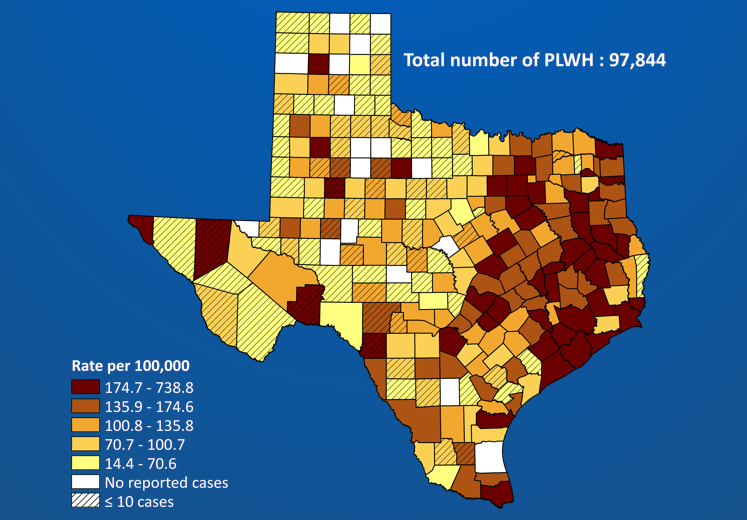 Total number of PLWH : 97,844
Rate per 100,000
174.7 - 738.8
135.9 - 174.6
100.8 - 135.8
70.7 - 100.7
14.4 - 70.6
No reported cases
≤ 10 cases